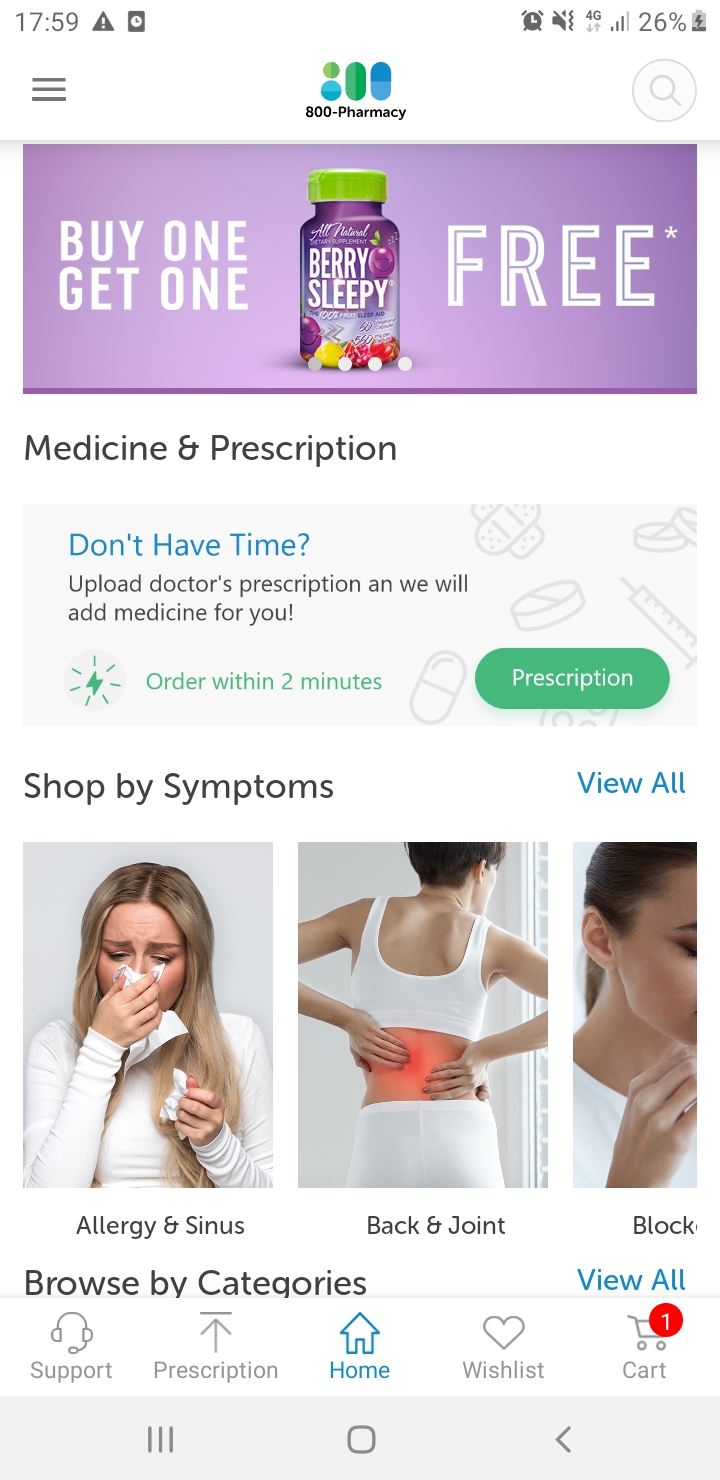 17:59
4G 26%
800-Pharmacy
BUY ONE
GET ONE
All Natural
DIETARY SUPPLEMENT
BERRY
SLEEPY
THE 100% FRUIT SLEEP AID
60
560
FREE*
Medicine & Prescription
Don't Have Time?
Upload doctor's prescription an we will
add medicine for you!
Order within 2 minutes
Prescription
Shop by Symptoms
View All
Allergy & Sinus
Back & Joint
Block
Browse by Categories
View All
1
Support
Prescription
Home
Wishlist
Cart